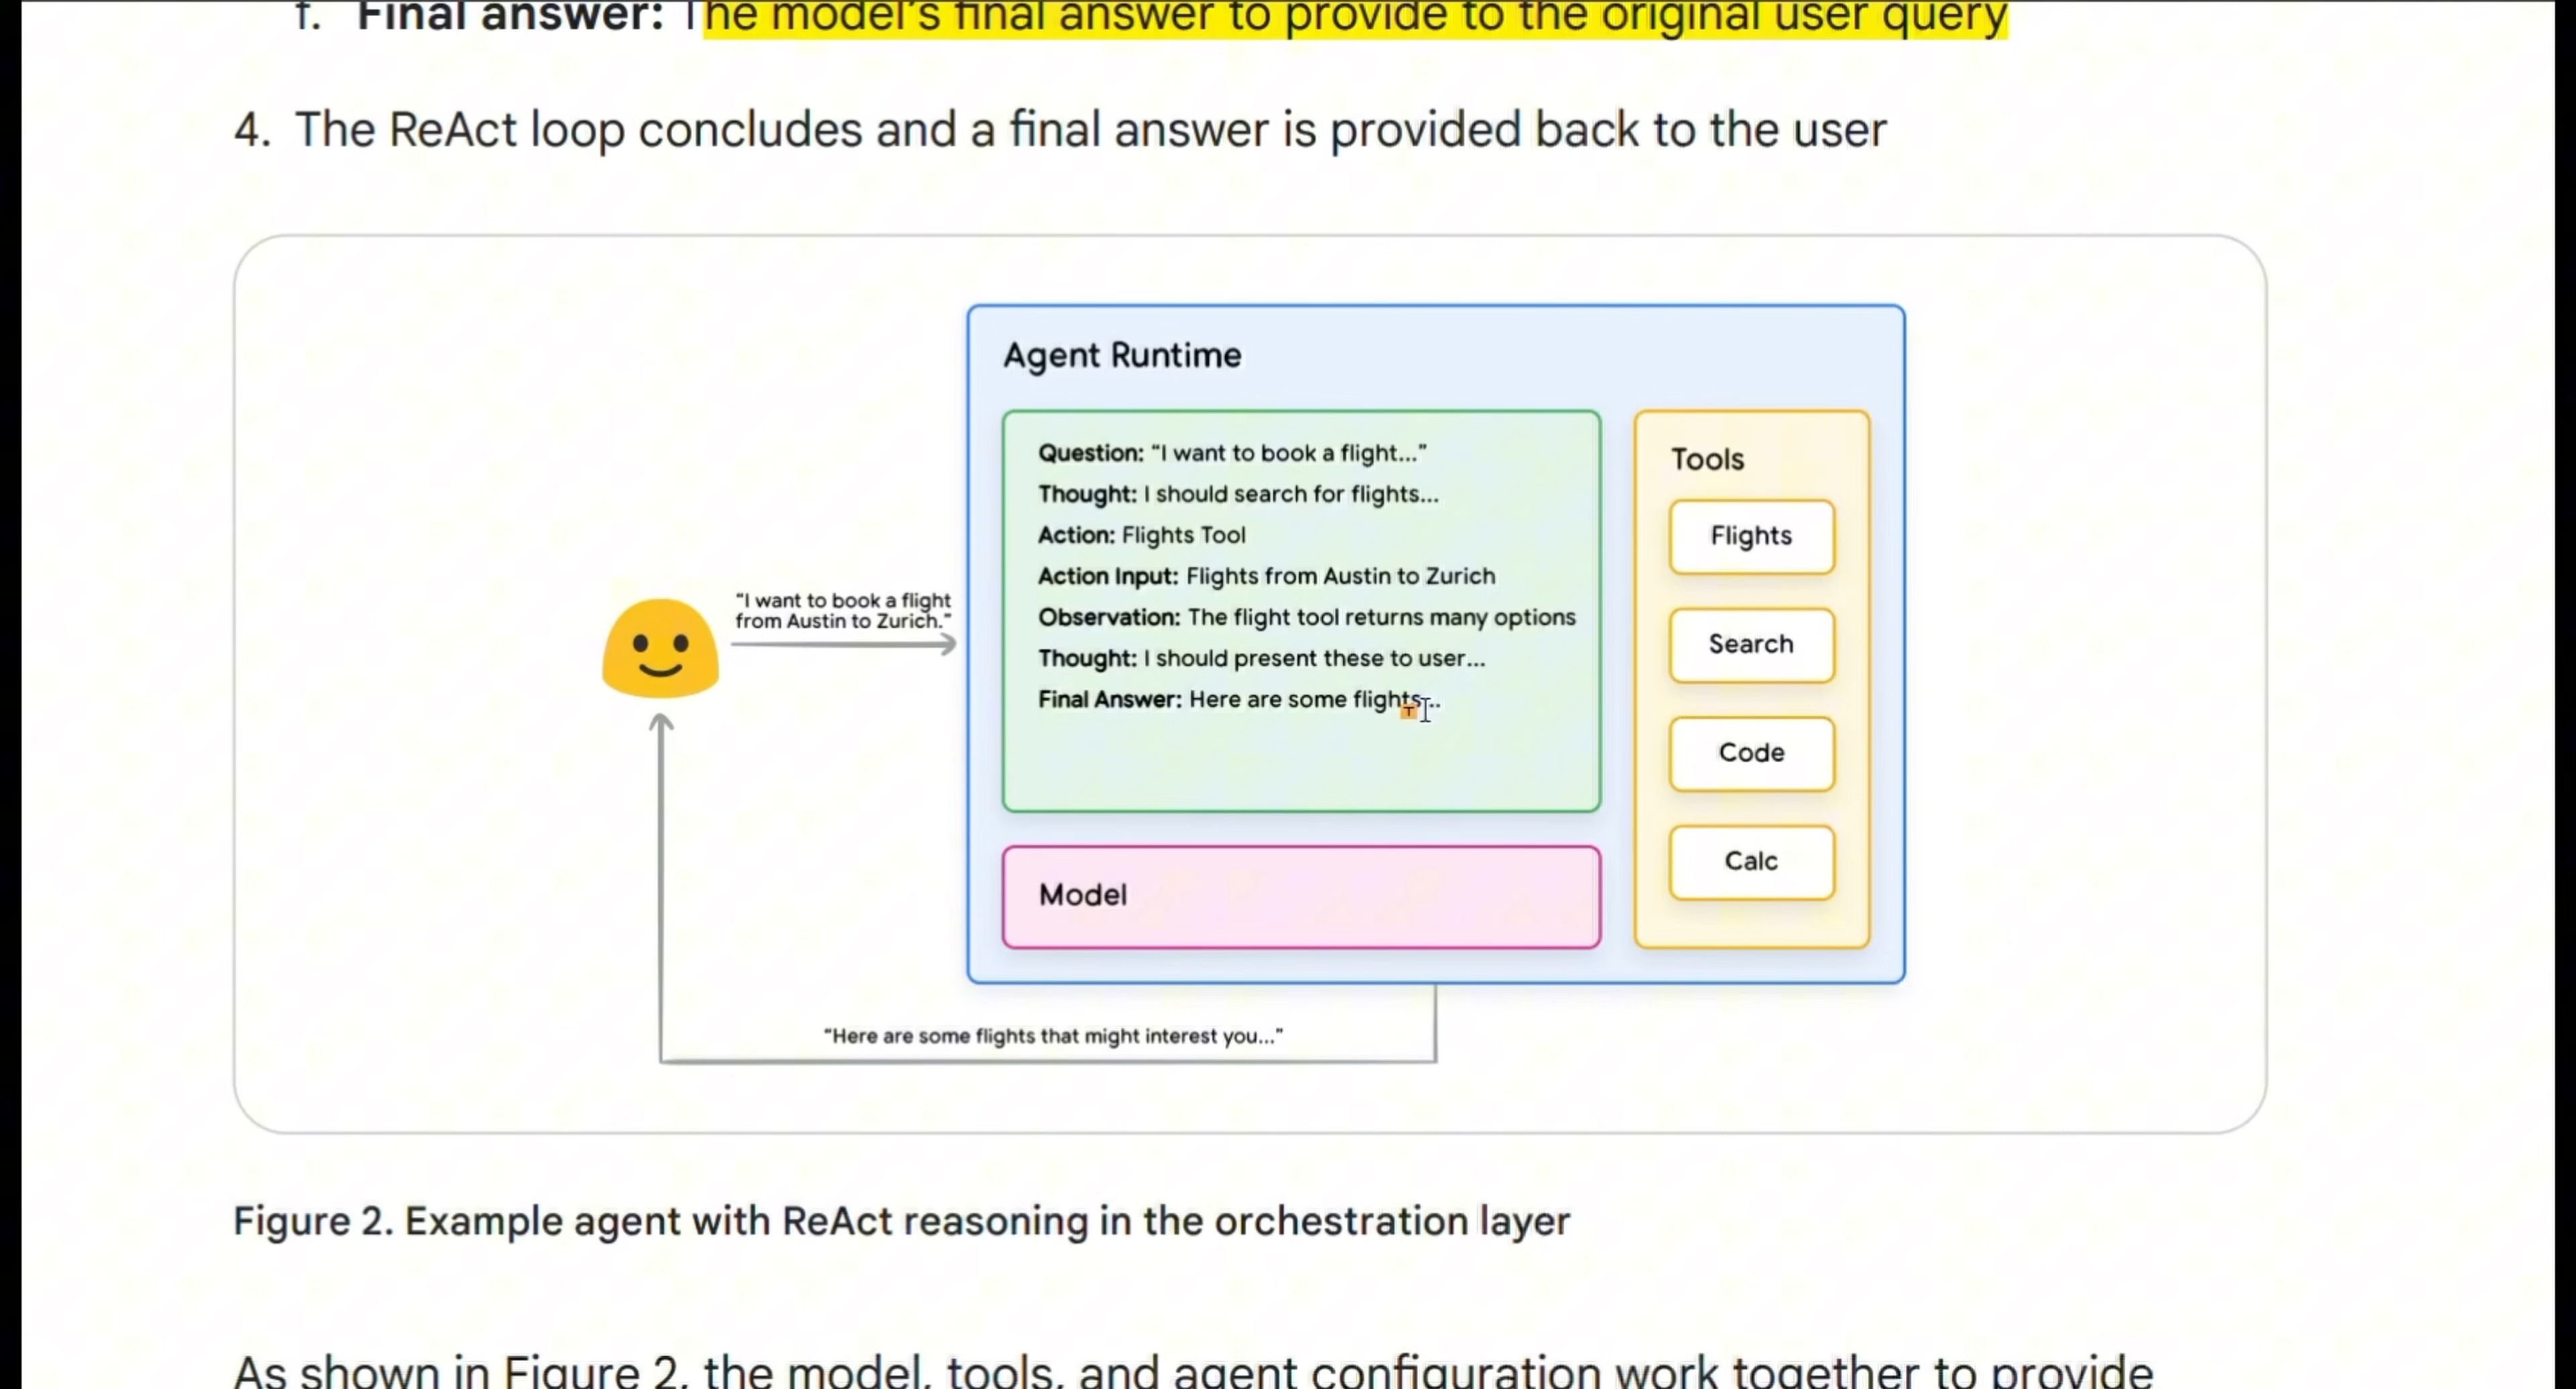 f. Final answer: The model's final answer to provide to the original user query
4. The ReAct loop concludes and a final answer is provided back to the user
Agent Runtime
Question: “I want to book a flight...”
Thought: I should search for flights...
Action: Flights Tool
Action Input: Flights from Austin to Zurich
Observation: The flight tool returns many options
Thought: I should present these to user...
Final Answer: Here are some flights...
Tools
Flights
Search
Code
Calc
Model
“I want to book a flight
from Austin to Zurich.”
“Here are some flights that might interest you...”
Figure 2. Example agent with ReAct reasoning in the orchestration layer
As shown in Figure 2, the model, tools, and agent configuration work together to provide